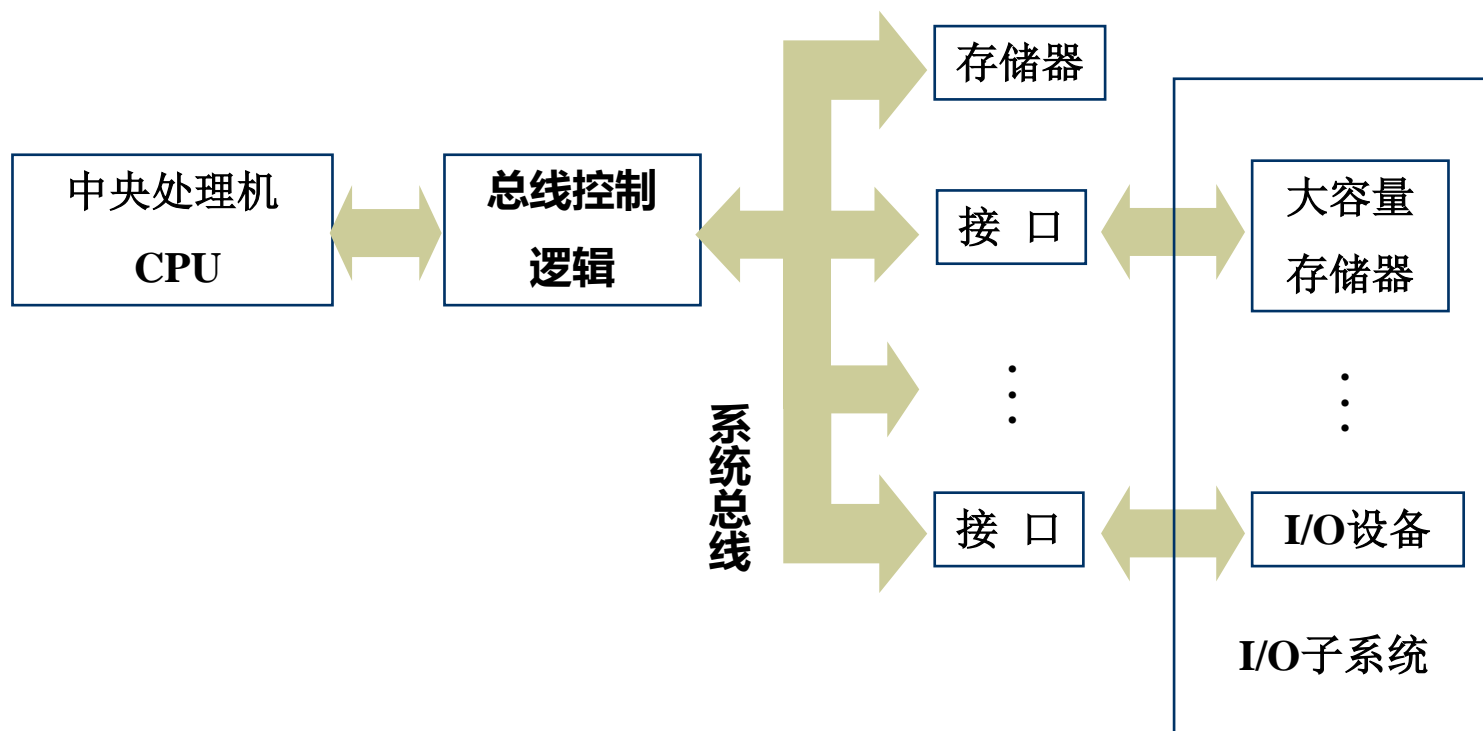 存储器
中央处理机
CPU
总线控制
逻辑
接 口
大容量
存储器
系统总线
接 口
I/O设备
I/O子系统